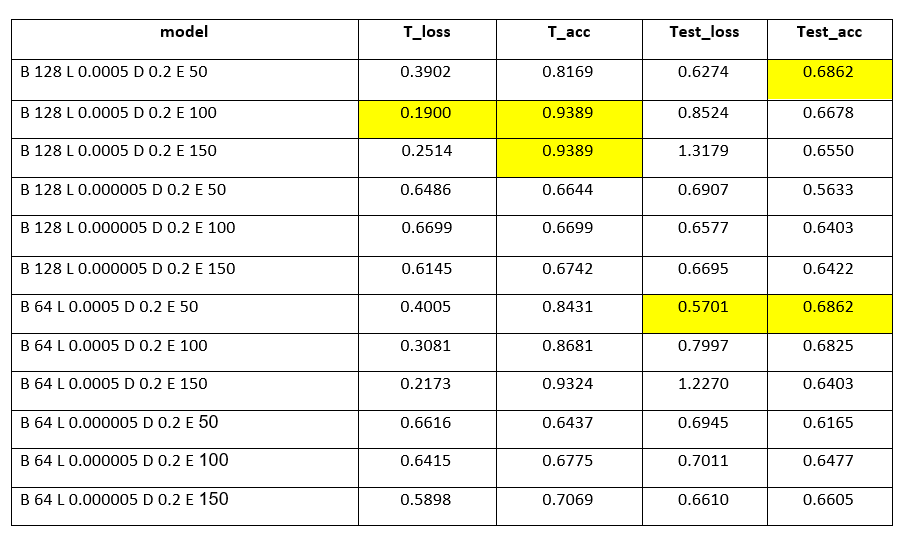 model T_loss T_acc Test_loss Test_acc
B 128 L 0.0005 D 0.2 E 50 0.3902 0.8169 0.6274 0.6862
B 128 L 0.0005 D 0.2 E 100 0.1900 0.9389 0.8524 0.6678
B 128 L 0.0005 D 0.2 E 150 0.2514 0.9389 1.3179 0.6550
B 128 L 0.000005 D 0.2 E 50 0.6486 0.6644 0.6907 0.5633
B 128 L 0.000005 D 0.2 E 100 0.6699 0.6699 0.6577 0.6403
B 128 L 0.000005 D 0.2 E 150 0.6145 0.6742 0.6695 0.6422
B 64 L 0.0005 D 0.2 E 50 0.4005 0.8431 0.5701 0.6862
B 64 L 0.0005 D 0.2 E 100 0.3081 0.8681 0.7997 0.6825
B 64 L 0.0005 D 0.2 E 150 0.2173 0.9324 1.2270 0.6403
B 64 L 0.000005 D 0.2 E 50 0.6616 0.6437 0.6945 0.6165
B 64 L 0.000005 D 0.2 E 100 0.6415 0.6775 0.7011 0.6477
B 64 L 0.000005 D 0.2 E 150 0.5898 0.7069 0.6610 0.6605